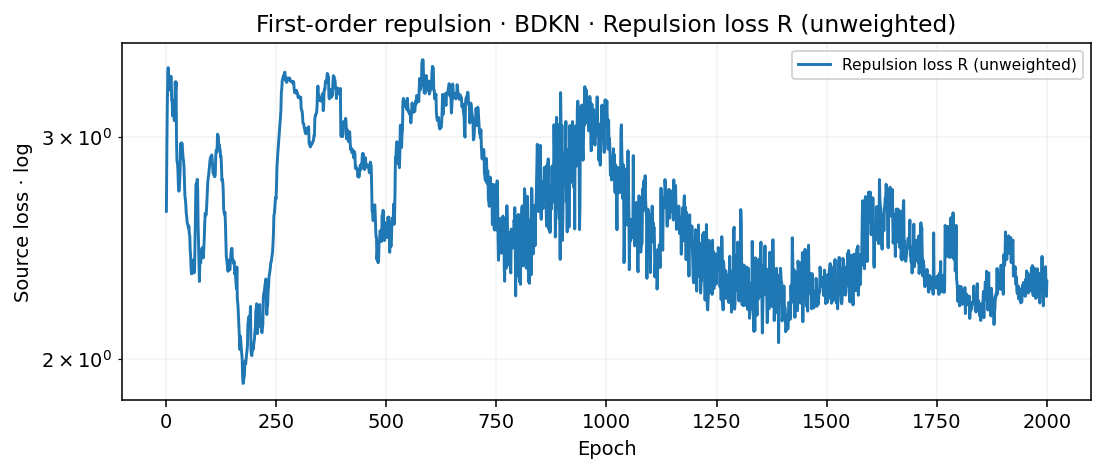 First-order repulsion · BDKN · Repulsion loss R (unweighted)
Repulsion loss R (unweighted)
Source loss · log
3 × 10⁰
2 × 10⁰
0 250 500 750 1000 1250 1500 1750 2000
Epoch